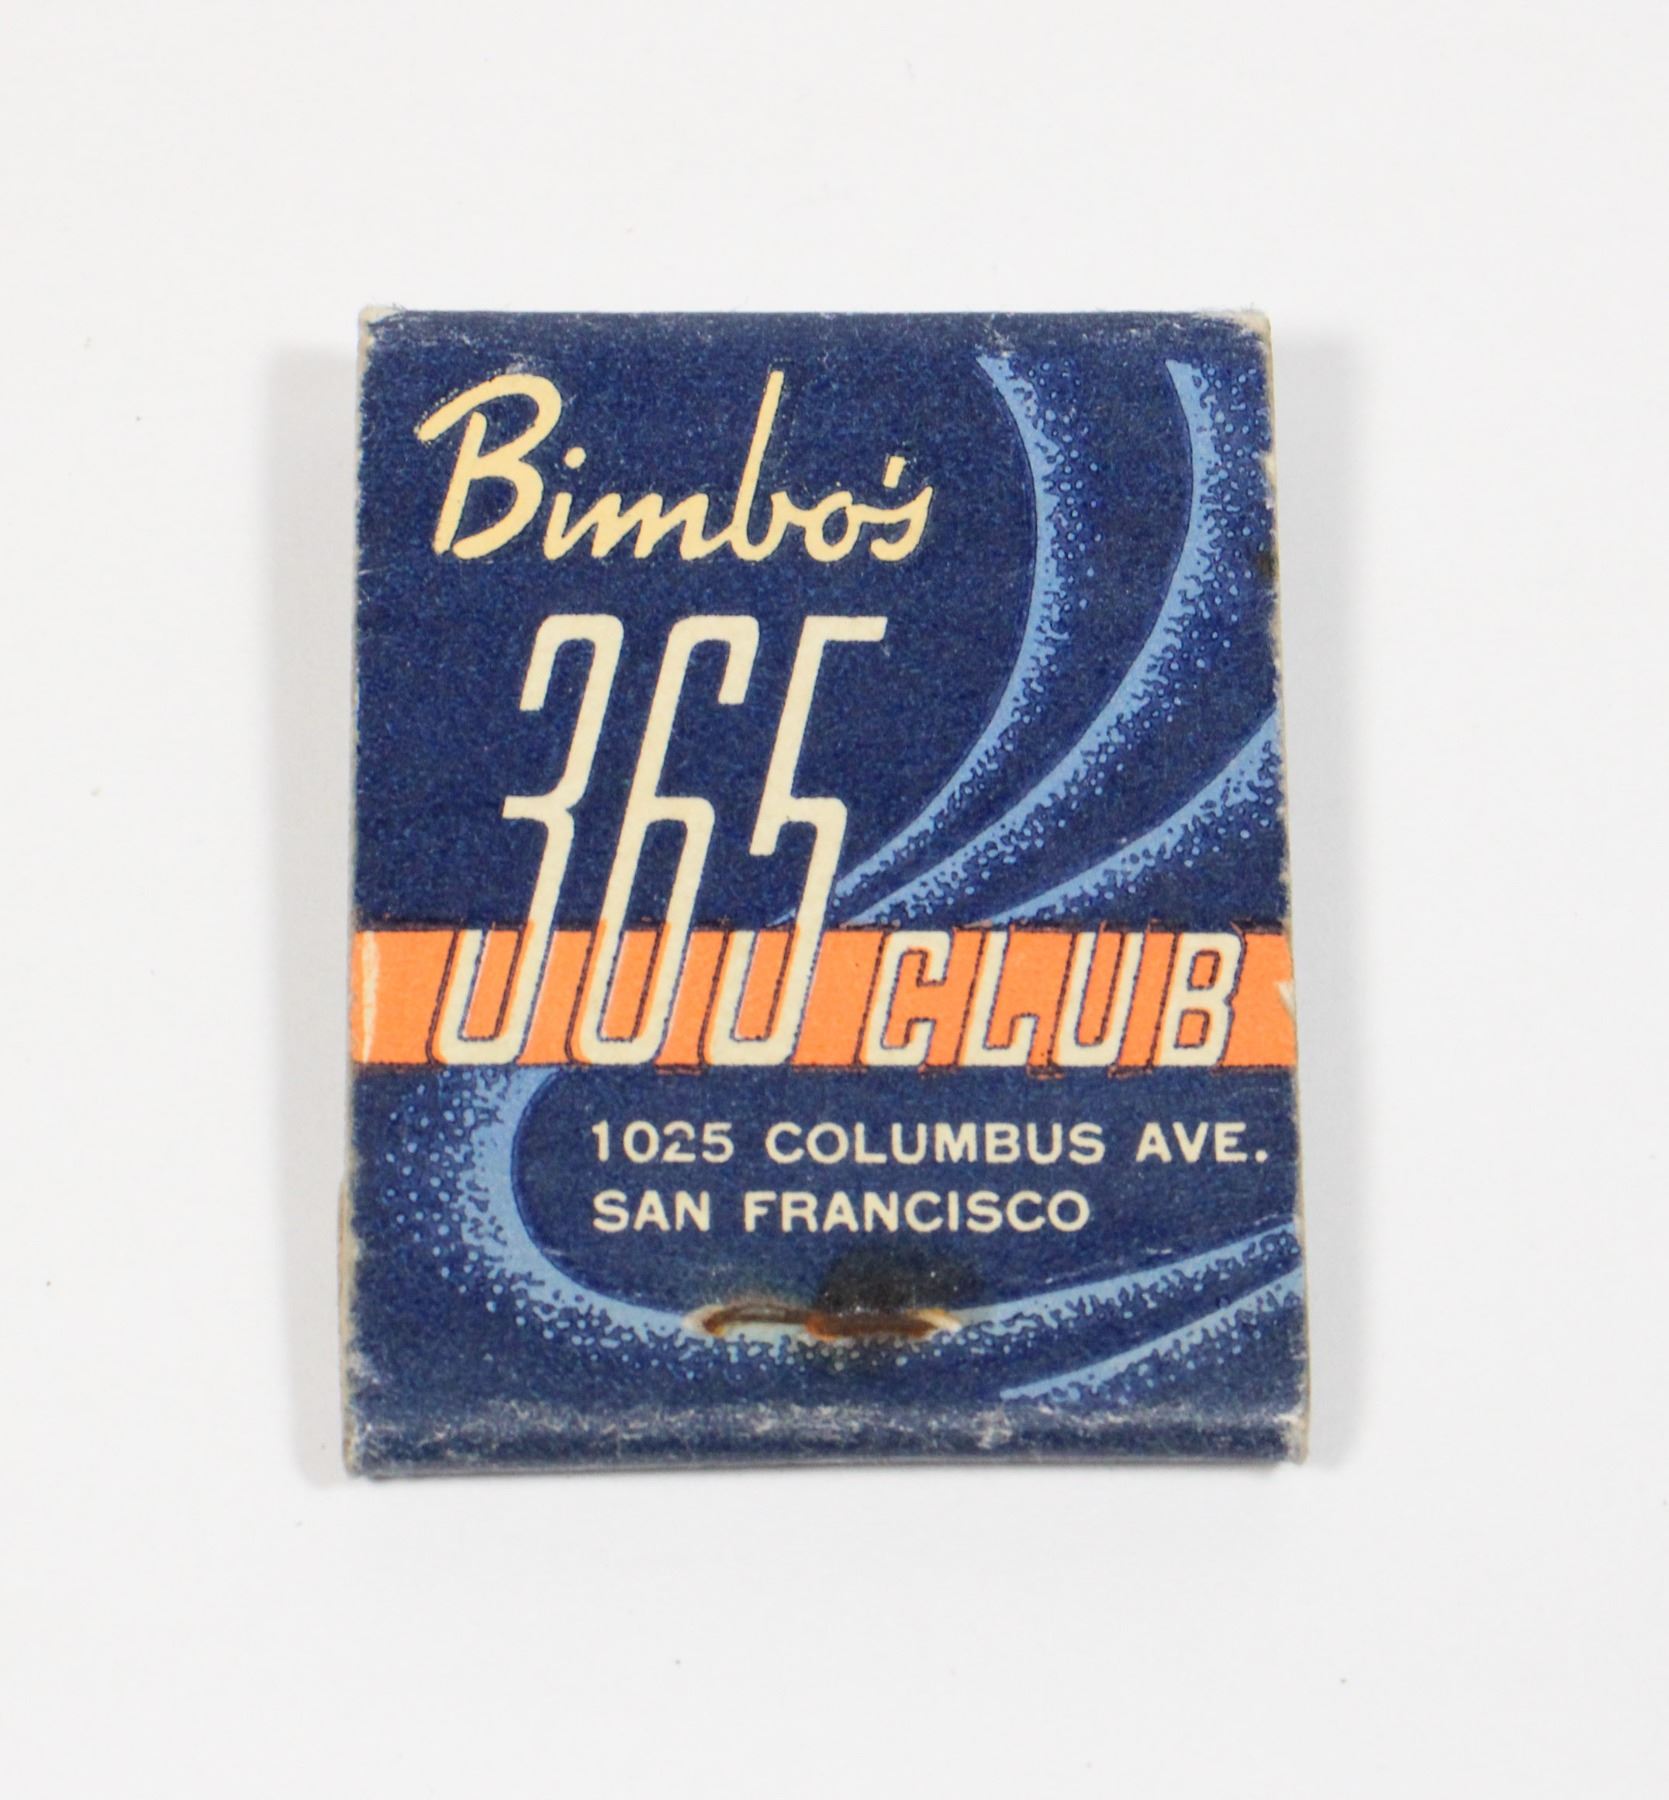 Bimbo's
365 CLUB
1025 COLUMBUS AVE.
SAN FRANCISCO